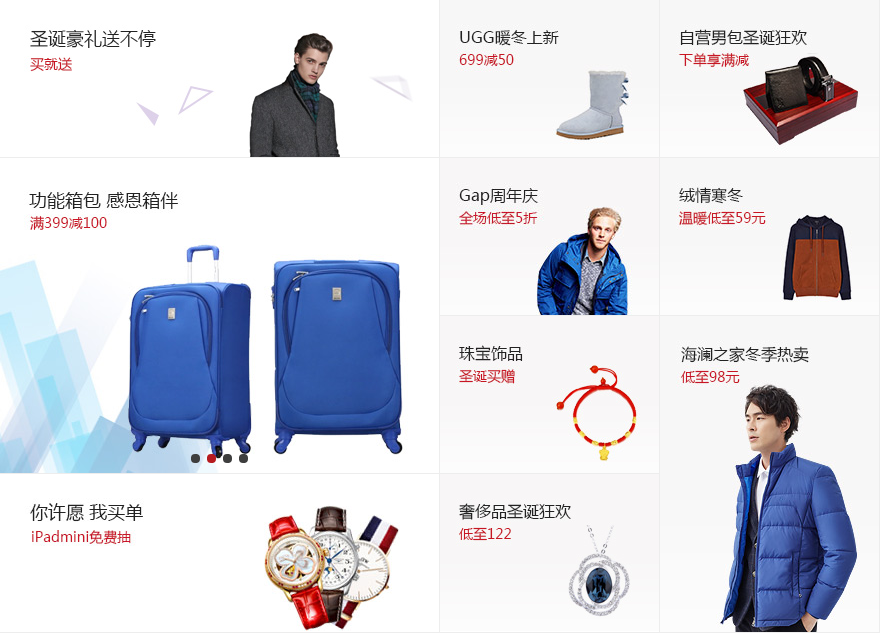 圣诞豪礼送不停
买就送
UGG暖冬上新
699减50
自营男包圣诞狂欢
下单享满减
功能箱包 感恩箱伴
满399减100
Gap周年庆
全场低至5折
绒情寒冬
温暖低至59元
珠宝饰品
圣诞买赠
海澜之家冬季热卖
低至98元
你许愿 我买单
iPadmini免费抽
奢侈品圣诞狂欢
低至122